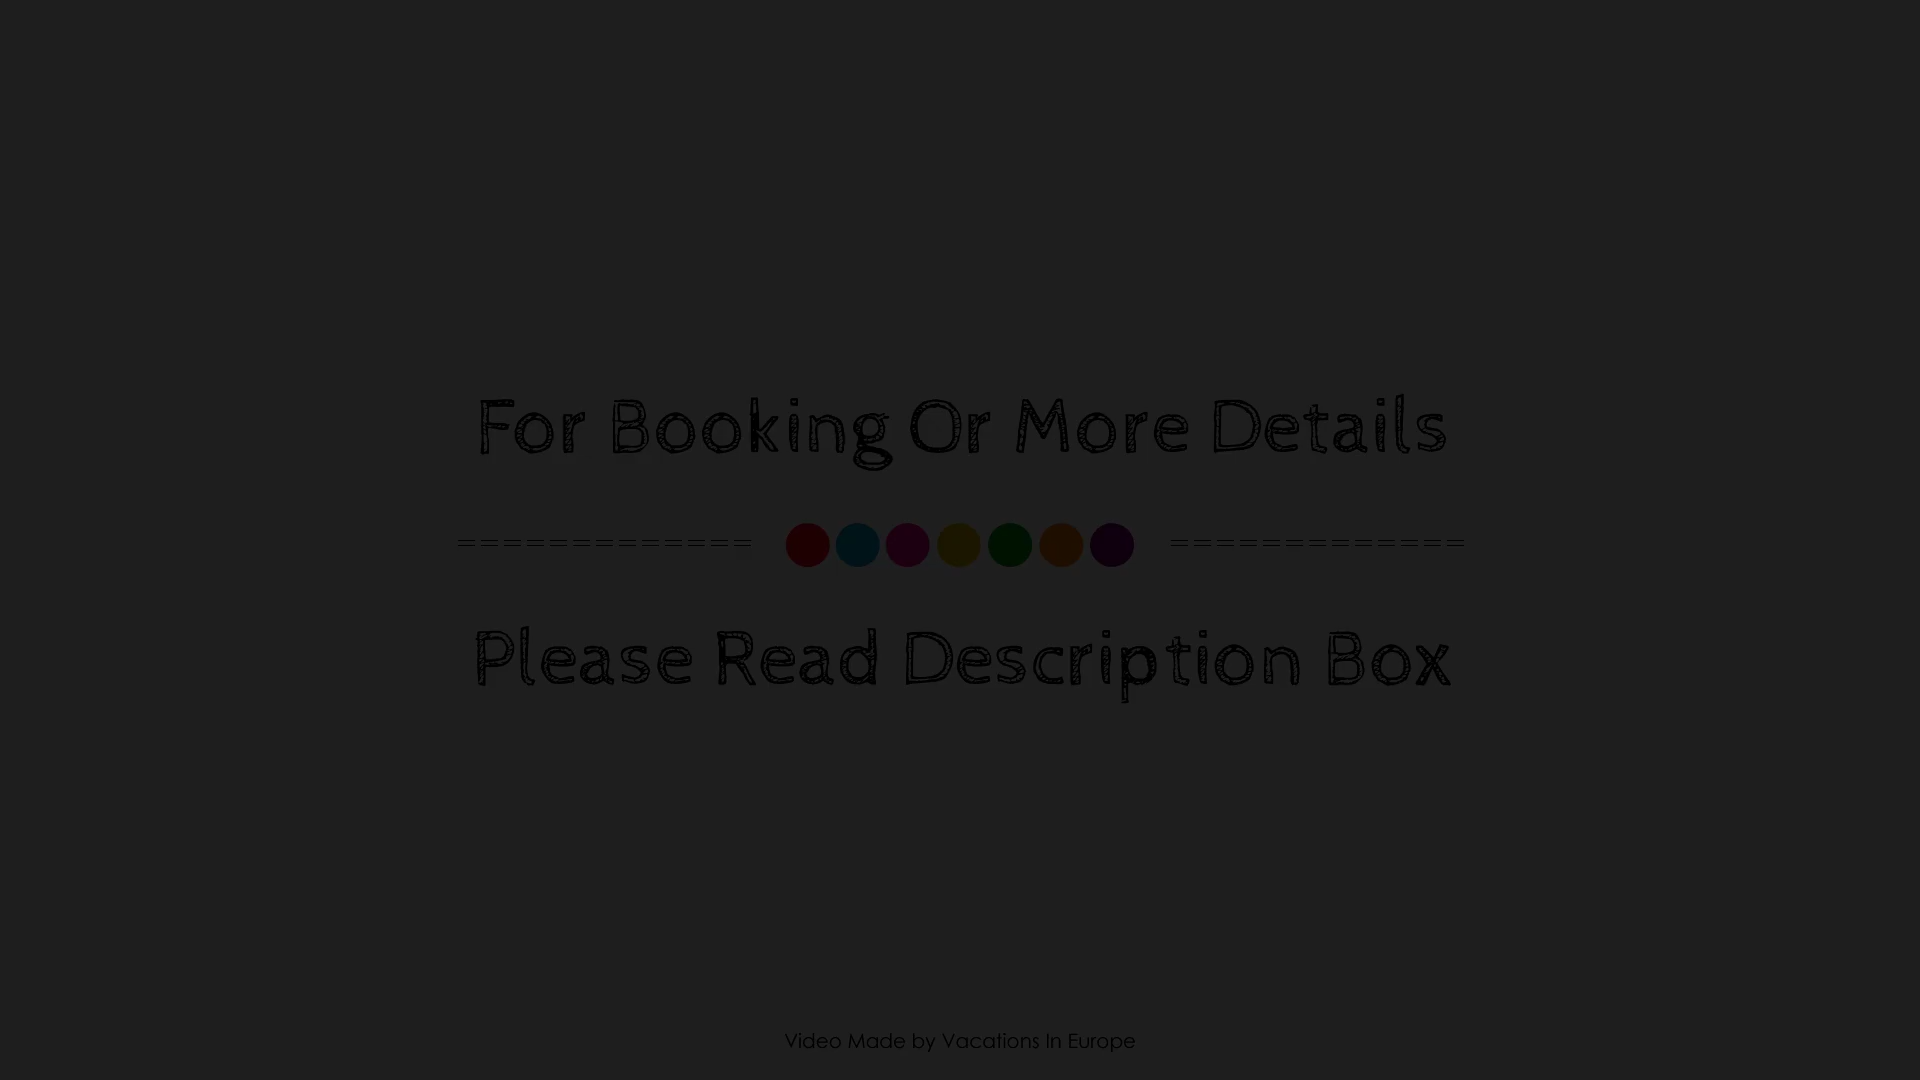 For Booking Or More Details
============= =============
Please Read Description Box
Video Made by Vacations In Europe